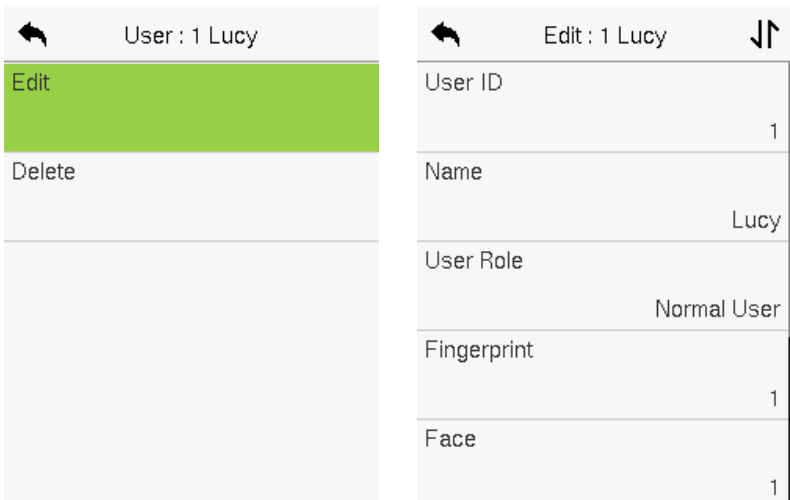 User : 1 Lucy
Edit
Delete
Edit : 1 Lucy
User ID
1
Name
Lucy
User Role
Normal User
Fingerprint
1
Face
1